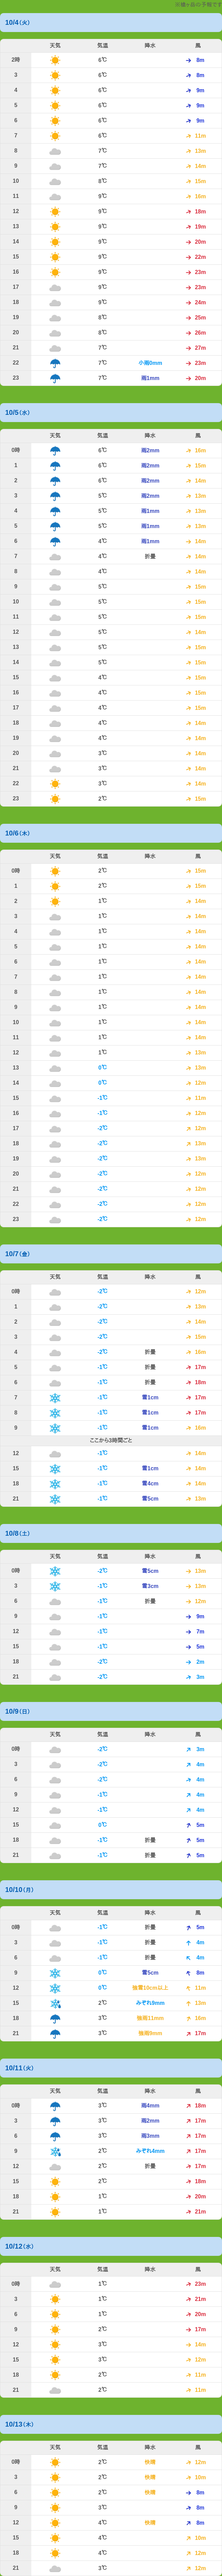 10/4(火)
天気 気温 降水 風
2時 6℃ 8m
3 6℃ 8m
4 6℃ 9m
5 6℃ 9m
6 6℃ 9m
7 6℃ 11m
8 7℃ 13m
9 7℃ 14m
10 8℃ 15m
11 9℃ 16m
12 9℃ 18m
13 9℃ 19m
14 9℃ 20m
15 9℃ 22m
16 9℃ 23m
17 9℃ 23m
18 9℃ 24m
19 8℃ 25m
20 8℃ 26m
21 7℃ 27m
22 7℃ 小雨0mm 23m
23 7℃ 雨1mm 20m
10/5(水)
天気 気温 降水 風
0時 6℃ 雨2mm 16m
1 6℃ 雨2mm 15m
2 6℃ 雨2mm 14m
3 5℃ 雨2mm 13m
4 5℃ 雨1mm 13m
5 5℃ 雨1mm 13m
6 4℃ 雨1mm 14m
7 4℃ 折曇 14m
8 4℃ 14m
9 5℃ 15m
10 5℃ 15m
11 5℃ 15m
12 5℃ 14m
13 5℃ 15m
14 5℃ 15m
15 4℃ 15m
16 4℃ 15m
17 4℃ 15m
18 4℃ 14m
19 4℃ 14m
20 3℃ 14m
21 3℃ 14m
22 3℃ 14m
23 2℃ 15m
10/6(木)
天気 気温 降水 風
0時 2℃ 15m
1 2℃ 15m
2 1℃ 14m
3 1℃ 14m
4 1℃ 14m
5 1℃ 14m
6 1℃ 14m
7 1℃ 14m
8 1℃ 14m
9 1℃ 14m
10 1℃ 14m
11 1℃ 14m
12 1℃ 13m
13 0℃ 13m
14 0℃ 12m
15 -1℃ 11m
16 -1℃ 12m
17 -2℃ 12m
18 -2℃ 13m
19 -2℃ 13m
20 -2℃ 12m
21 -2℃ 12m
22 -2℃ 12m
23 -2℃ 12m
10/7(金)
天気 気温 降水 風
0時 -2℃ 12m
1 -2℃ 13m
2 -2℃ 14m
3 -2℃ 15m
4 -2℃ 折曇 16m
5 -1℃ 折曇 17m
6 -1℃ 折曇 18m
7 -1℃ 雪1cm 17m
8 -1℃ 雪1cm 17m
9 -1℃ 雪1cm 16m
ここから3時間ごと
12 -1℃ 14m
15 -1℃ 雪1cm 14m
18 -1℃ 雪4cm 14m
21 -1℃ 雪5cm 13m
10/8(土)
天気 気温 降水 風
0時 -2℃ 雪5cm 13m
3 -1℃ 雪3cm 13m
6 -1℃ 折曇 12m
9 -1℃ 9m
12 -1℃ 7m
15 -1℃ 5m
18 -2℃ 2m
21 -2℃ 3m
10/9(日)
天気 気温 降水 風
0時 -2℃ 3m
3 -2℃ 4m
6 -2℃ 4m
9 -1℃ 4m
12 -1℃ 4m
15 0℃ 5m
18 -1℃ 折曇 5m
21 -1℃ 折曇 5m
10/10(月)
天気 気温 降水 風
0時 -1℃ 折曇 5m
3 -1℃ 折曇 4m
6 -1℃ 折曇 4m
9 0℃ 雪5cm 8m
12 0℃ 強雪10cm以上 11m
15 2℃ みぞれ9mm 13m
18 3℃ 強雨11mm 16m
21 3℃ 強雨8mm 17m
10/11(火)
天気 気温 降水 風
0時 3℃ 雨4mm 18m
3 3℃ 雨2mm 17m
6 3℃ 雨3mm 17m
9 2℃ みぞれ4mm 17m
12 2℃ 折曇 17m
15 2℃ 18m
18 1℃ 20m
21 1℃ 21m
10/12(水)
天気 気温 降水 風
0時 1℃ 23m
3 1℃ 21m
6 1℃ 20m
9 2℃ 17m
12 3℃ 14m
15 3℃ 12m
18 2℃ 11m
21 2℃ 11m
10/13(木)
天気 気温 降水 風
0時 2℃ 快晴 12m
3 2℃ 快晴 10m
6 2℃ 快晴 8m
9 3℃ 8m
12 4℃ 快晴 8m
15 4℃ 10m
18 4℃ 12m
21 3℃ 12m